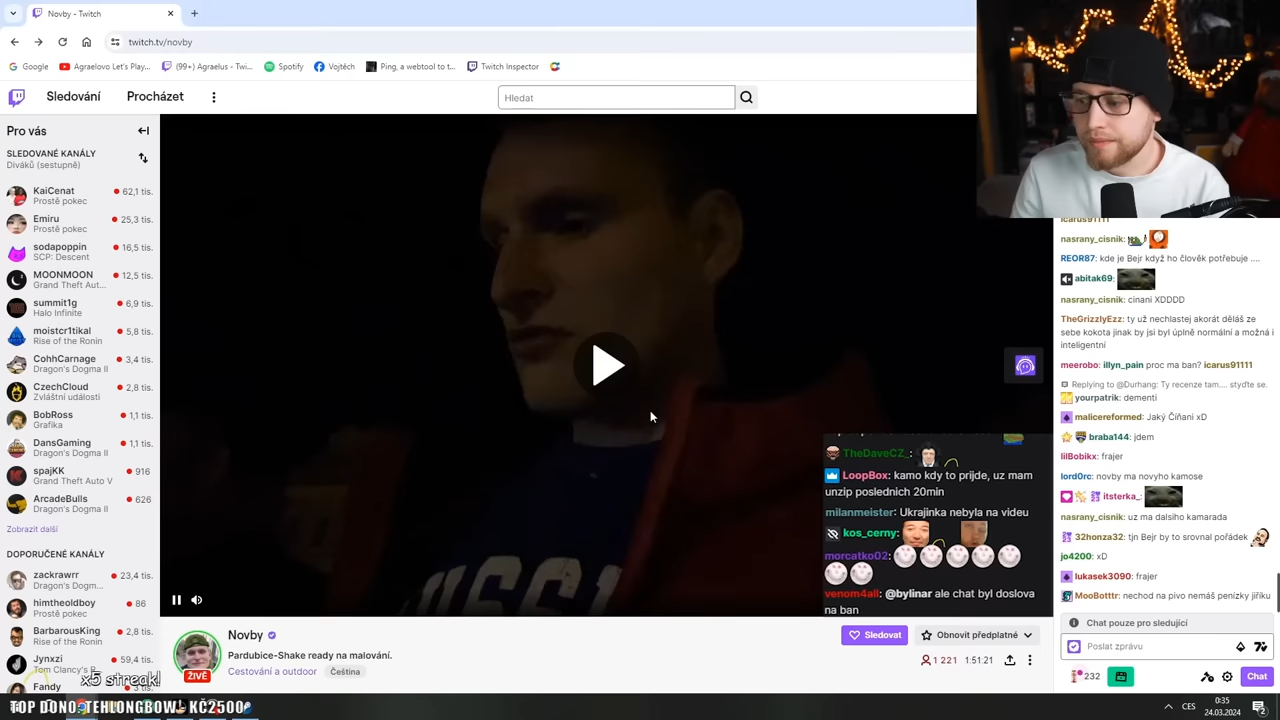 Novby - Twitch
twitch.tv/novby
Google
Agraelovo Let's Play...
(99+) Agraelus - Twi...
Spotify
Vojtěch
Ping, a webtool to t...
Twitch Inspector
Sledování
Procházet
Hledat
Pro vás
SLEDOVANÉ KANÁLY
Diváků (sestupně)
KaiCenat 62,1 tis.
Prostě pokec
Emiru 25,3 tis.
Prostě pokec
sodapoppin 16,5 tis.
SCP: Descent
MOONMOON 12,5 tis.
Grand Theft Aut...
summit1g 6,9 tis.
Halo Infinite
moistcr1tikal 5,8 tis.
Rise of the Ronin
CohhCarnage 3,4 tis.
Dragon's Dogma II
CzechCloud 2,8 tis.
Zvláštní události
BobRoss 1,1 tis.
Grafika
DansGaming 1,1 tis.
Dragon's Dogma II
spajKK 916
Grand Theft Auto V
ArcadeBulls 626
Dragon's Dogma II
Zobrazit další
DOPORUČENÉ KANÁLY
zackrawrr 23,4 tis.
Dragon's Dogm...
himtheoldboy 86
Prostě pokec
BarbarousKing 2,8 tis.
Rise of the Ronin
Jynxzi 59,4 tis.
Tom Clancy's R...
Fandy
x5 streak!
TheDaveCZ_:
LoopBox: kamo kdy to prijde, uz mam
unzip poslednich 20min
milanmeister: Ukrajinka nebyla na videu
kos_cerny:
morcatko02:
venom4all: @bylinar ale chat byl doslova
na ban
Novby
Pardubice-Shake ready na malování.
Cestování a outdoor
Čeština
ŽIVĚ
Sledovat
Obnovit předplatné
1 221
1:51:21
icarus91111
nasrany_cisnik:
REOR87: kde je Bejr když ho člověk potřebuje ....
abitak69:
nasrany_cisnik: cinani XDDDD
TheGrizzlyEzz: ty už nechlastej akorát děláš ze
sebe kokota jinak by jsi byl úplně normální a možná i
inteligentní
meerobo: illyn_pain proc ma ban? icarus91111
Replying to @Durhang: Ty recenze tam.... styďte se.
yourpatrik: dementi
malicereformed: Jaký Číňani xD
braba144: jdem
lilBobikx: frajer
lord0rc: novby ma novyho kamose
itsterka_:
nasrany_cisnik: uz ma dalsiho kamarada
32honza32: tjn Bejr by to srovnal pořádek
jo4200: xD
lukasek3090: frajer
MooBotttr: nechod na pivo nemáš penízky jiříku
Chat pouze pro sledující
Poslat zprávu
232
Chat
CES
0:35
24.03.2024
2